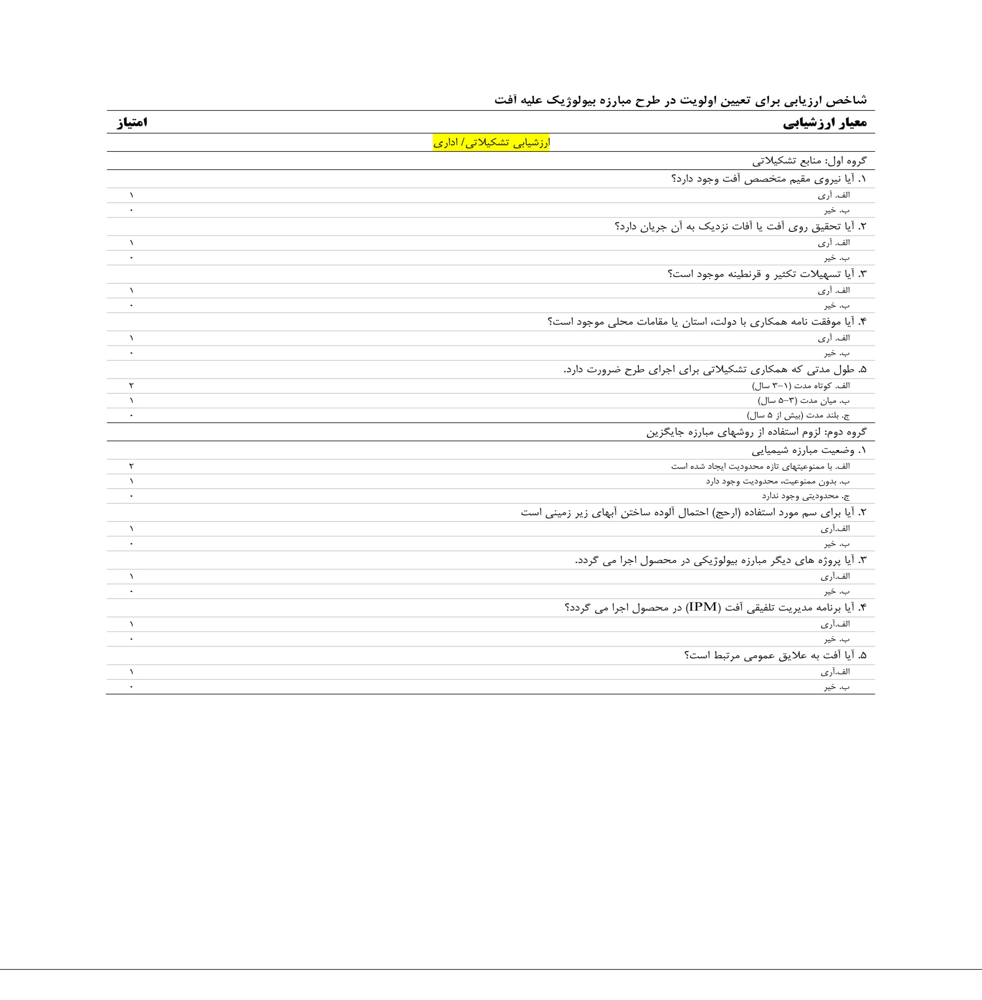 شاخص ارزیابی برای تعیین اولویت در طرح مبارزه بیولوژیک علیه آفت
معیار ارزشیابی امتیاز
ارزشیابی تشکیلاتی/ اداری
گروه اول: منابع تشکیلاتی
۱. آیا نیروی مقیم متخصص آفت وجود دارد؟
الف. آری ۱
ب. خیر ۰
۲. آیا تحقیق روی آفت یا آفات نزدیک به آن جریان دارد؟
الف. آری ۱
ب. خیر ۰
۳. آیا تسهیلات تکثیر و قرنطینه موجود است؟
الف. آری ۱
ب. خیر ۰
۴. آیا موفقت نامه همکاری با دولت، استان یا مقامات محلی موجود است؟
الف. آری ۱
ب. خیر ۰
۵. طول مدتی که همکاری تشکیلاتی برای اجرای طرح ضرورت دارد.
الف. کوتاه مدت (۱-۳ سال) ۲
ب. میان مدت (۳-۵ سال) ۱
ج. بلند مدت (بیش از ۵ سال) ۰
گروه دوم: لزوم استفاده از روشهای مبارزه جایگزین
۱. وضعیت مبارزه شیمیایی
الف. با ممنوعیتهای تازه محدودیت ایجاد شده است ۲
ب. بدون ممنوعیت، محدودیت وجود دارد ۱
ج. محدودیتی وجود ندارد ۰
۲. آیا برای سم مورد استفاده (ارحج) احتمال آلوده ساختن آبهای زیر زمینی است
الف.آری ۱
ب. خیر ۰
۳. آیا پروژه های دیگر مبارزه بیولوژیکی در محصول اجرا می گردد.
الف.آری ۱
ب. خیر ۰
۴. آیا برنامه مدیریت تلفیقی آفت (IPM) در محصول اجرا می گردد؟
الف.آری ۱
ب. خیر ۰
۵. آیا آفت به علایق عمومی مرتبط است؟
الف.آری ۱
ب. خیر ۰